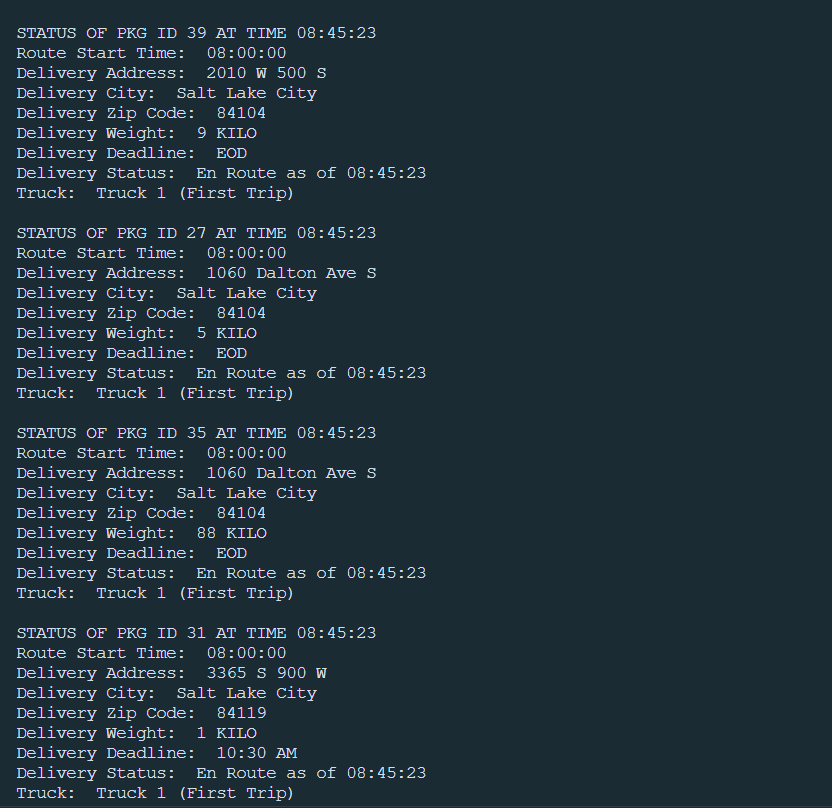 STATUS OF PKG ID 39 AT TIME 08:45:23
Route Start Time:  08:00:00
Delivery Address:  2010 W 500 S
Delivery City:  Salt Lake City
Delivery Zip Code:  84104
Delivery Weight:  9 KILO
Delivery Deadline:  EOD
Delivery Status:  En Route as of 08:45:23
Truck:  Truck 1 (First Trip)

STATUS OF PKG ID 27 AT TIME 08:45:23
Route Start Time:  08:00:00
Delivery Address:  1060 Dalton Ave S
Delivery City:  Salt Lake City
Delivery Zip Code:  84104
Delivery Weight:  5 KILO
Delivery Deadline:  EOD
Delivery Status:  En Route as of 08:45:23
Truck:  Truck 1 (First Trip)

STATUS OF PKG ID 35 AT TIME 08:45:23
Route Start Time:  08:00:00
Delivery Address:  1060 Dalton Ave S
Delivery City:  Salt Lake City
Delivery Zip Code:  84104
Delivery Weight:  88 KILO
Delivery Deadline:  EOD
Delivery Status:  En Route as of 08:45:23
Truck:  Truck 1 (First Trip)

STATUS OF PKG ID 31 AT TIME 08:45:23
Route Start Time:  08:00:00
Delivery Address:  3365 S 900 W
Delivery City:  Salt Lake City
Delivery Zip Code:  84119
Delivery Weight:  1 KILO
Delivery Deadline:  10:30 AM
Delivery Status:  En Route as of 08:45:23
Truck:  Truck 1 (First Trip)